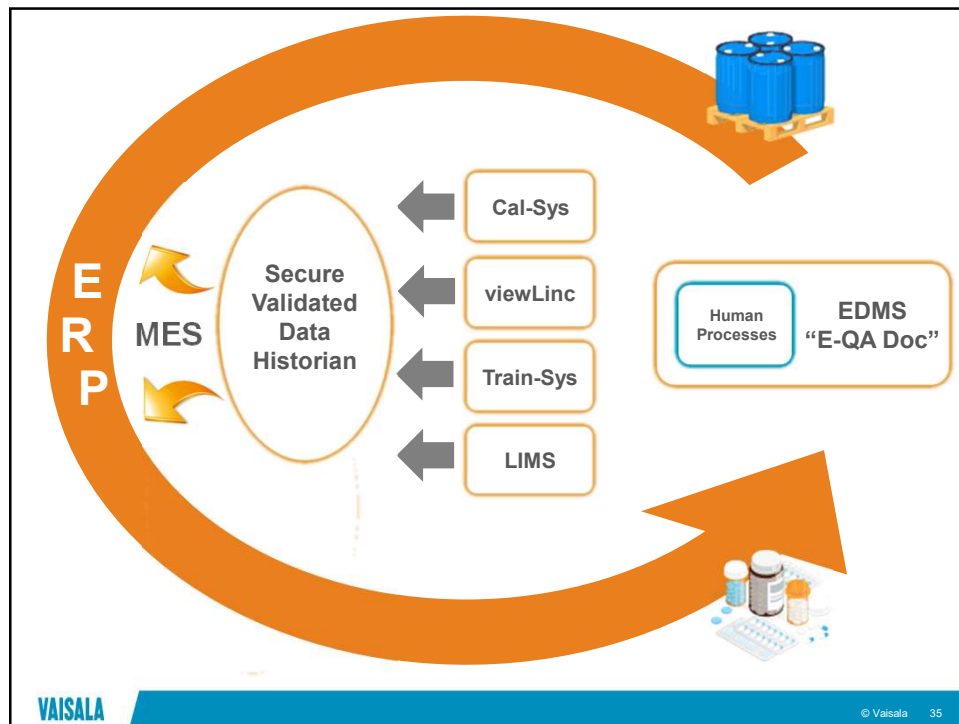 E
R
P
MES
Secure
Validated
Data
Historian
Cal-Sys
viewLinc
Train-Sys
LIMS
Human
Processes
EDMS
“E-QA Doc”
VAISALA
© Vaisala 35